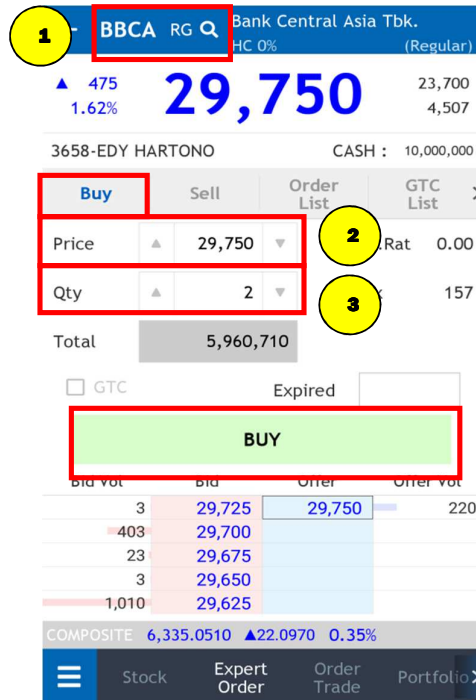 1
BBCA RG Bank Central Asia Tbk.
HC 0% (Regular)
▲ 475 29,750 23,700
1.62% 4,507
3658-EDY HARTONO CASH : 10,000,000
Buy Sell Order List GTC List
Price ▲ 29,750 ▼ 2 .Rat 0.00
Qty ▲ 2 ▼ 3 157
Total 5,960,710
GTC Expired
BUY
Bid Vol Bid Offer Offer Vol
3 29,725 29,750 220
403 29,700
23 29,675
3 29,650
1,010 29,625
COMPOSITE 6,335.0510 ▲22.0970 0.35%
Stock Expert Order Order Trade Portfolio